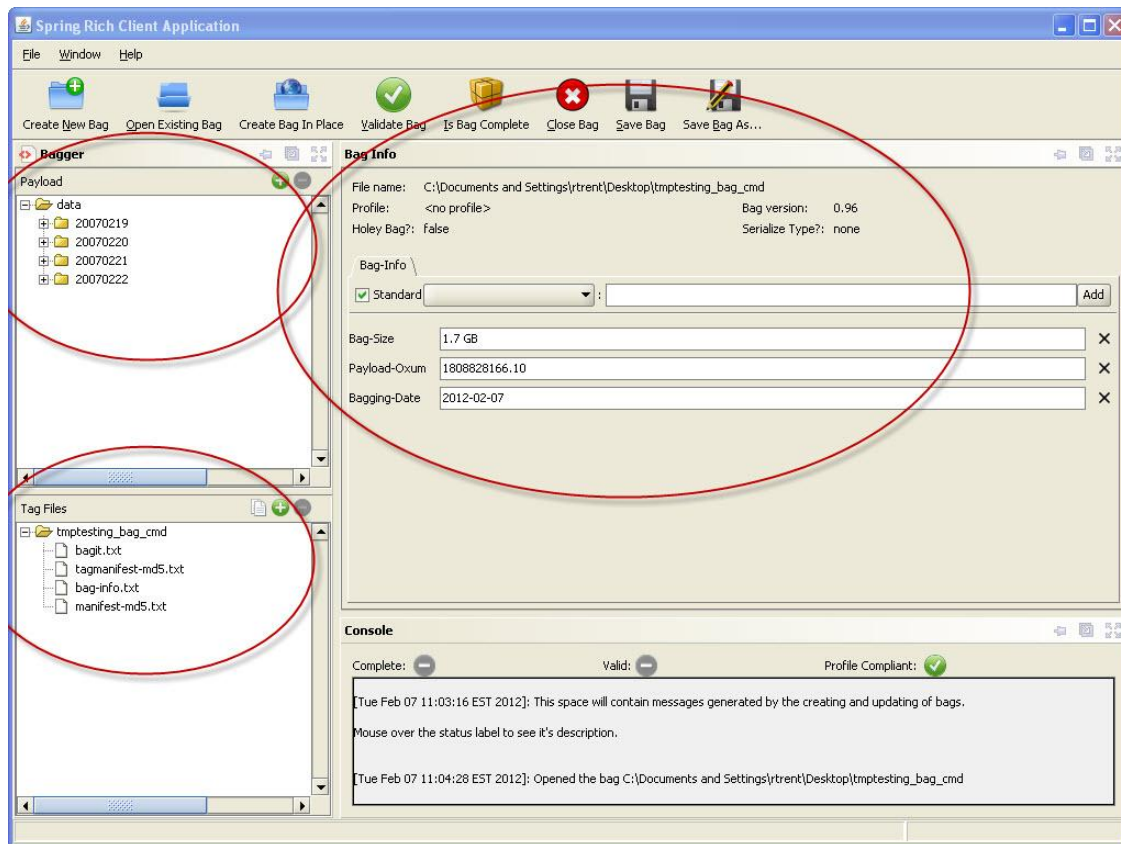 Spring Rich Client Application
File Window Help
Create New Bag Open Existing Bag Create Bag In Place Validate Bag Is Bag Complete Close Bag Save Bag Save Bag As...
Bagger
Payload
data
20070219
20070220
20070221
20070222
Tag Files
tmptesting_bag_cmd
bagit.txt
tagmanifest-md5.txt
bag-info.txt
manifest-md5.txt
Bag Info
File name: C:\Documents and Settings\rtrent\Desktop\tmptesting_bag_cmd
Profile: <no profile> Bag version: 0.96
Holey Bag?: false Serialize Type?: none
Bag-Info
Standard : Add
Bag-Size 1.7 GB
Payload-Oxum 1808828166.10
Bagging-Date 2012-02-07
Console
Complete: Valid: Profile Compliant:
[Tue Feb 07 11:03:16 EST 2012]: This space will contain messages generated by the creating and updating of bags.
Mouse over the status label to see it's description.
[Tue Feb 07 11:04:28 EST 2012]: Opened the bag C:\Documents and Settings\rtrent\Desktop\tmptesting_bag_cmd